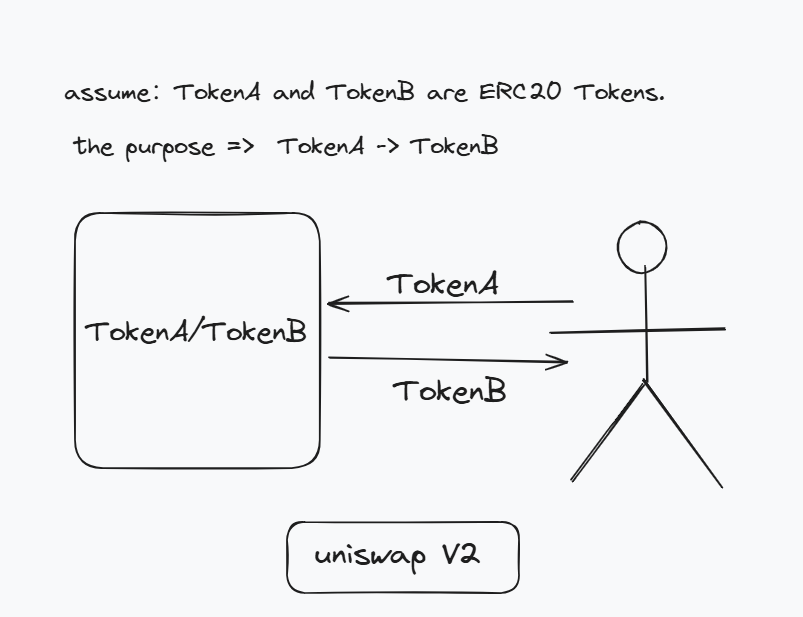 assume: TokenA and TokenB are ERC20 Tokens.
the purpose => TokenA -> TokenB
TokenA
TokenA/TokenB
TokenB
uniswap V2